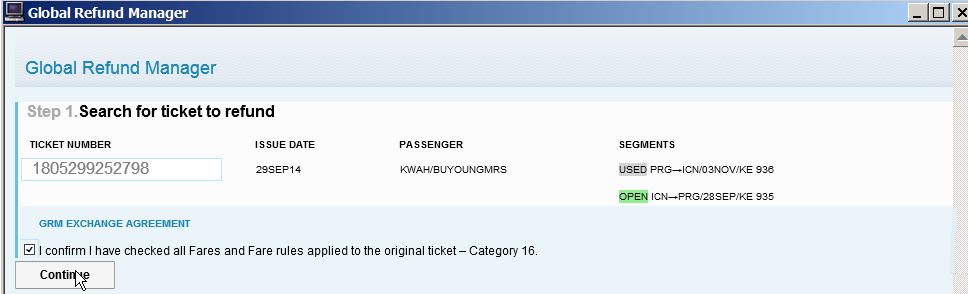 Global Refund Manager
Global Refund Manager
Step 1. Search for ticket to refund
TICKET NUMBER ISSUE DATE PASSENGER SEGMENTS
1805299252798 29SEP14 KWAH/BUYOUNGMRS USED PRG→ICN/03NOV/KE 936
OPEN ICN→PRG/28SEP/KE 935
GRM EXCHANGE AGREEMENT
I confirm I have checked all Fares and Fare rules applied to the original ticket – Category 16.
Continue